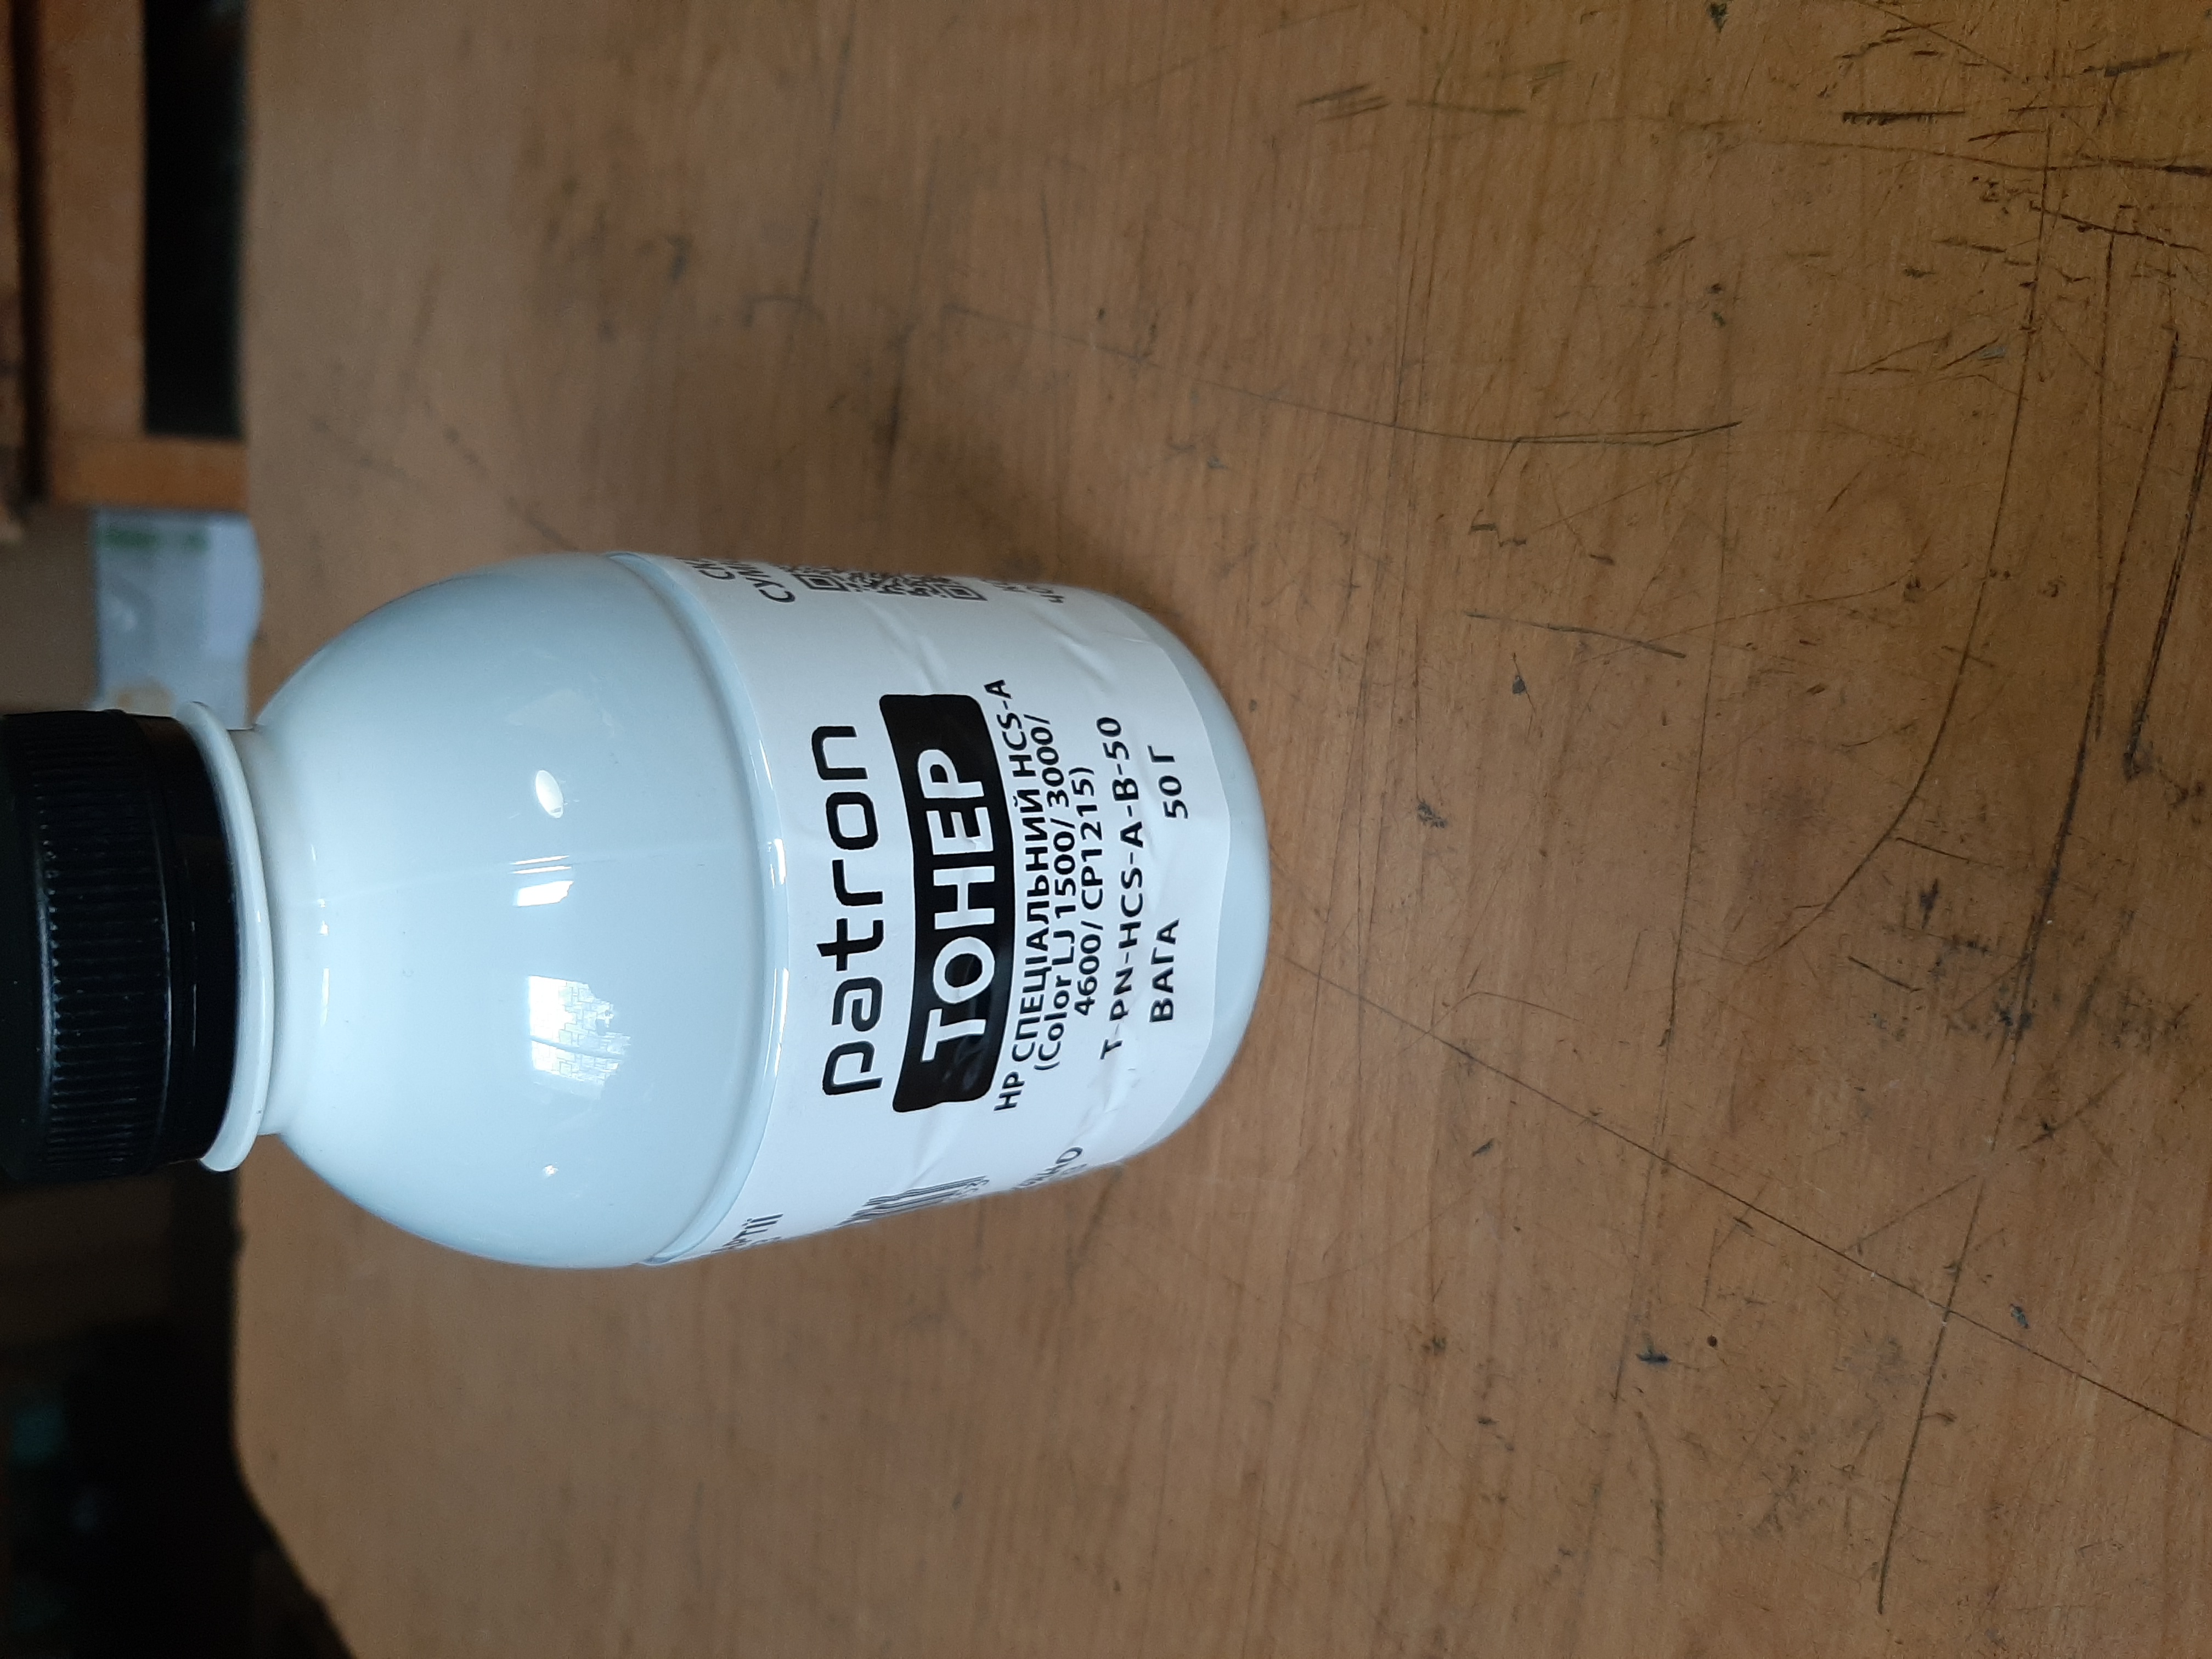 patron
ТОНЕР
HP СПЕЦІАЛЬНИЙ HCS-A
(Color LJ 1500/ 3000/
4600/ CP1215)
T-PN-HCS-A-B-50
ВАГА 50 Г